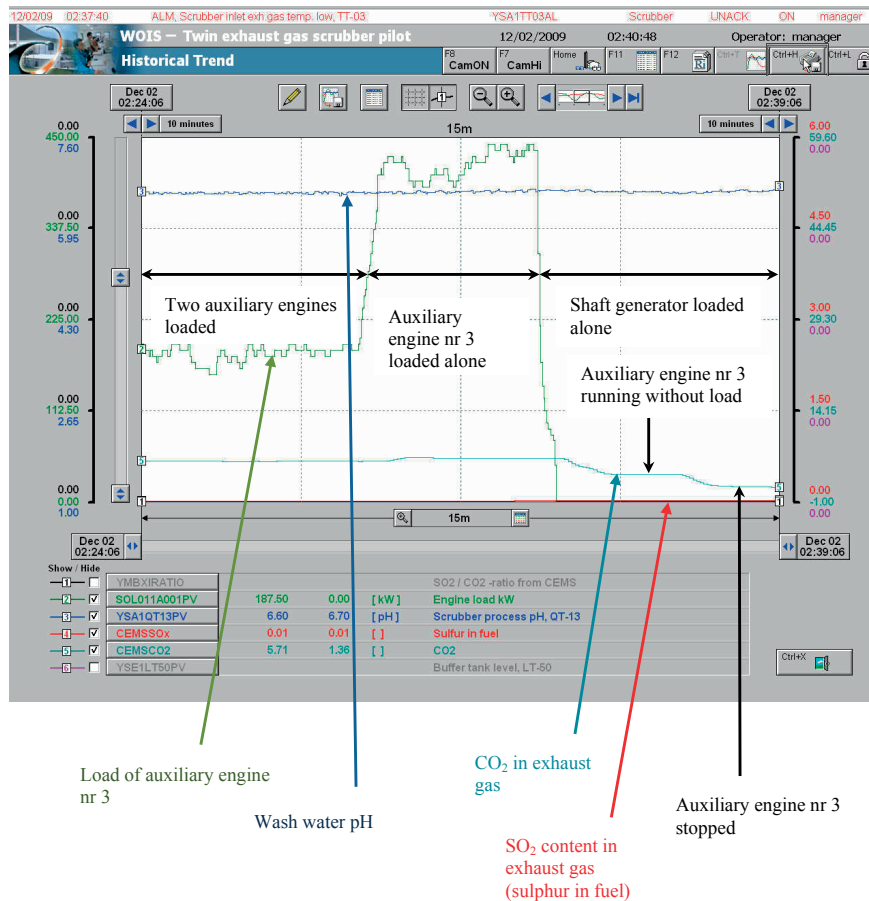 12/02/09 02:37:40 ALM, Scrubber inlet exh.gas temp. low, TT-03 YSA1TT03AL Scrubber UNACK ON manager
WOIS – Twin exhaust gas scrubber pilot 12/02/2009 02:40:48 Operator: manager
Historical Trend F8 CamON F7 CamHi Home F11 F12 Ctrl+T Ctrl+H Ctrl+L
Dec 02
02:24:06
Dec 02
02:39:06
10 minutes
15m
10 minutes
0.00
450.00
7.60
6.00
59.60
0.00
3
3
0.00
337.50
5.95
4.50
44.45
0.00
Two auxiliary engines
loaded
Auxiliary
engine nr 3
loaded alone
Shaft generator loaded
alone
0.00
225.00
4.30
3.00
29.30
0.00
2
Auxiliary engine nr 3
running without load
0.00
112.50
2.65
1.50
14.15
0.00
5
5
0.00
0.00
1.00
0.00
-1.00
0.00
1
1
15m
Dec 02
02:24:06
Dec 02
02:39:06
Show / Hide
1 YMBXIRATIO SO2 / CO2 -ratio from CEMS
2 SOL011A001PV 187.50 0.00 [kW] Engine load kW
3 YSA1QT13PV 6.60 6.70 [pH] Scrubber process pH, QT-13
4 CEMSSOx 0.01 0.01 [ ] Sulfur in fuel
5 CEMSCO2 5.71 1.36 [ ] CO2
6 YSE1LT50PV Buffer tank level, LT-50
Ctrl+X
Load of auxiliary engine
nr 3
Wash water pH
CO2 in exhaust
gas
SO2 content in
exhaust gas
(sulphur in fuel)
Auxiliary engine nr 3
stopped